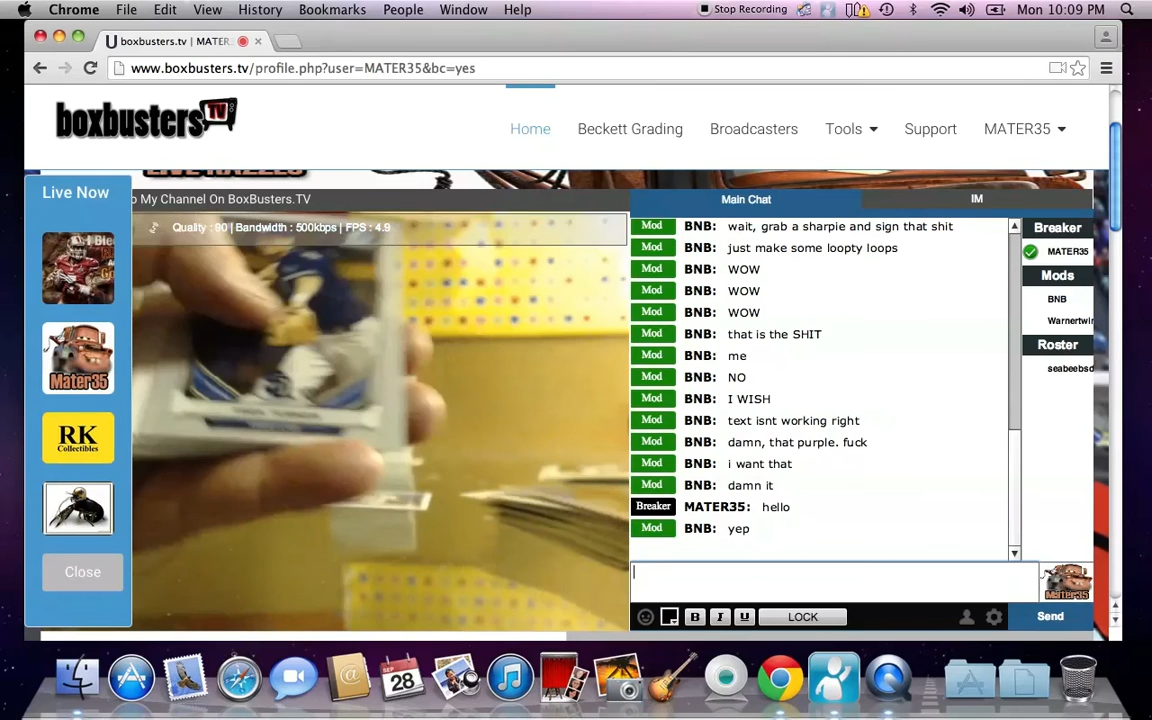 Chrome File Edit View History Bookmarks People Window Help Stop Recording Mon 10:09 PM
boxbusters.tv | MATER
www.boxbusters.tv/profile.php?user=MATER35&bc=yes
boxbusters TV
Home Beckett Grading Broadcasters Tools Support MATER35
Live Now
My Channel On BoxBusters.TV
Main Chat IM
Quality : 90 | Bandwidth : 500kbps | FPS : 4.9
Mater35
RK
Collectibles
Close
Mod BNB: wait, grab a sharpie and sign that shit
Mod BNB: just make some loopty loops
Mod BNB: WOW
Mod BNB: WOW
Mod BNB: WOW
Mod BNB: that is the SHIT
Mod BNB: me
Mod BNB: NO
Mod BNB: I WISH
Mod BNB: text isnt working right
Mod BNB: damn, that purple. fuck
Mod BNB: i want that
Mod BNB: damn it
Breaker MATER35: hello
Mod BNB: yep
Breaker
MATER35
Mods
BNB
Warnertwin
Roster
seabeebsd
Mater35
B I U LOCK Send
SEP
28